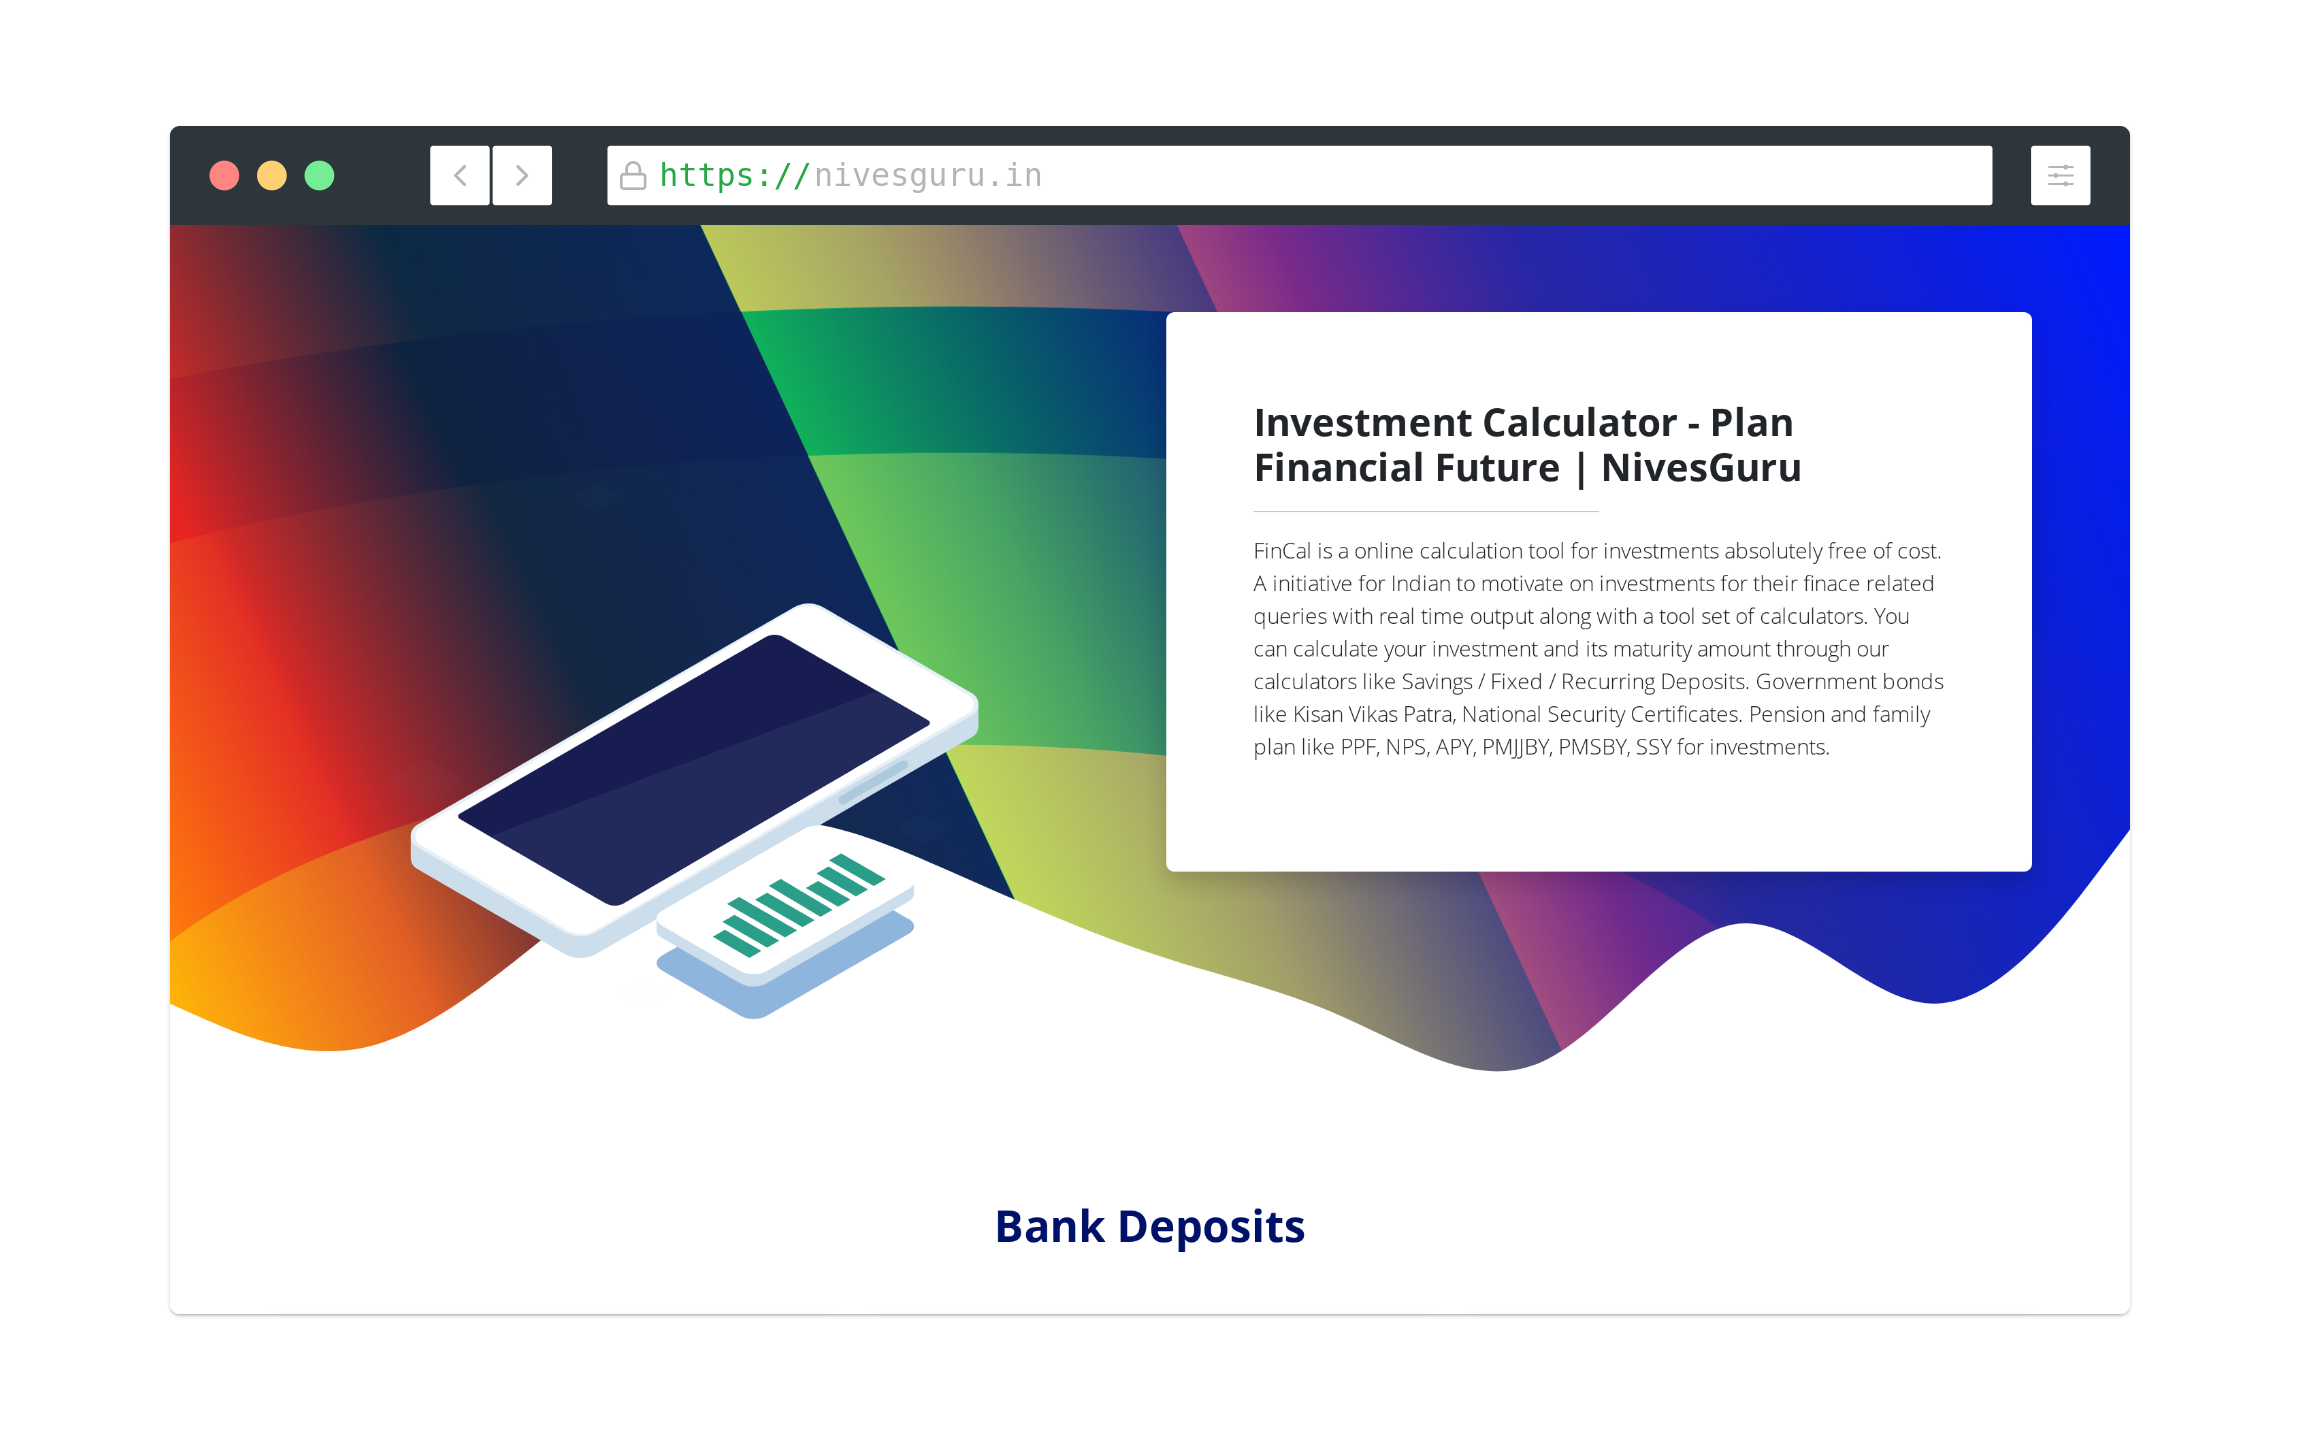 https://nivesguru.in
Investment Calculator - Plan
Financial Future | NivesGuru
FinCal is a online calculation tool for investments absolutely free of cost.
A initiative for Indian to motivate on investments for their finace related
queries with real time output along with a tool set of calculators. You
can calculate your investment and its maturity amount through our
calculators like Savings / Fixed / Recurring Deposits. Government bonds
like Kisan Vikas Patra, National Security Certificates. Pension and family
plan like PPF, NPS, APY, PMJJBY, PMSBY, SSY for investments.
Bank Deposits